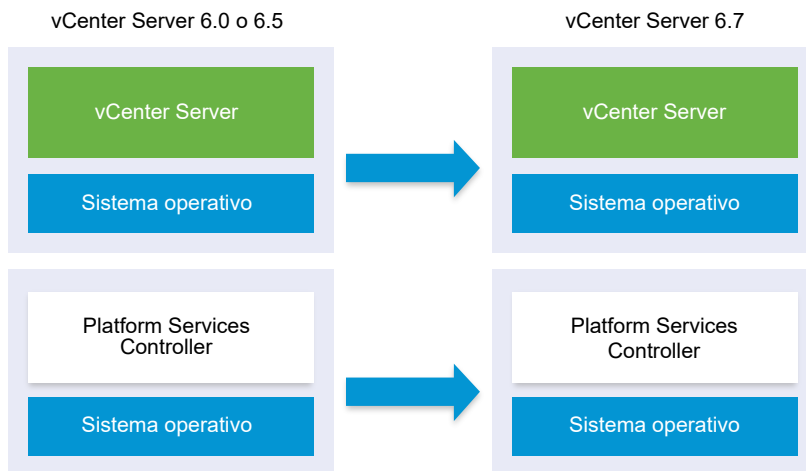 vCenter Server 6.0 o 6.5
vCenter Server 6.7
vCenter Server
vCenter Server
Sistema operativo
Sistema operativo
Platform Services
Controller
Platform Services
Controller
Sistema operativo
Sistema operativo